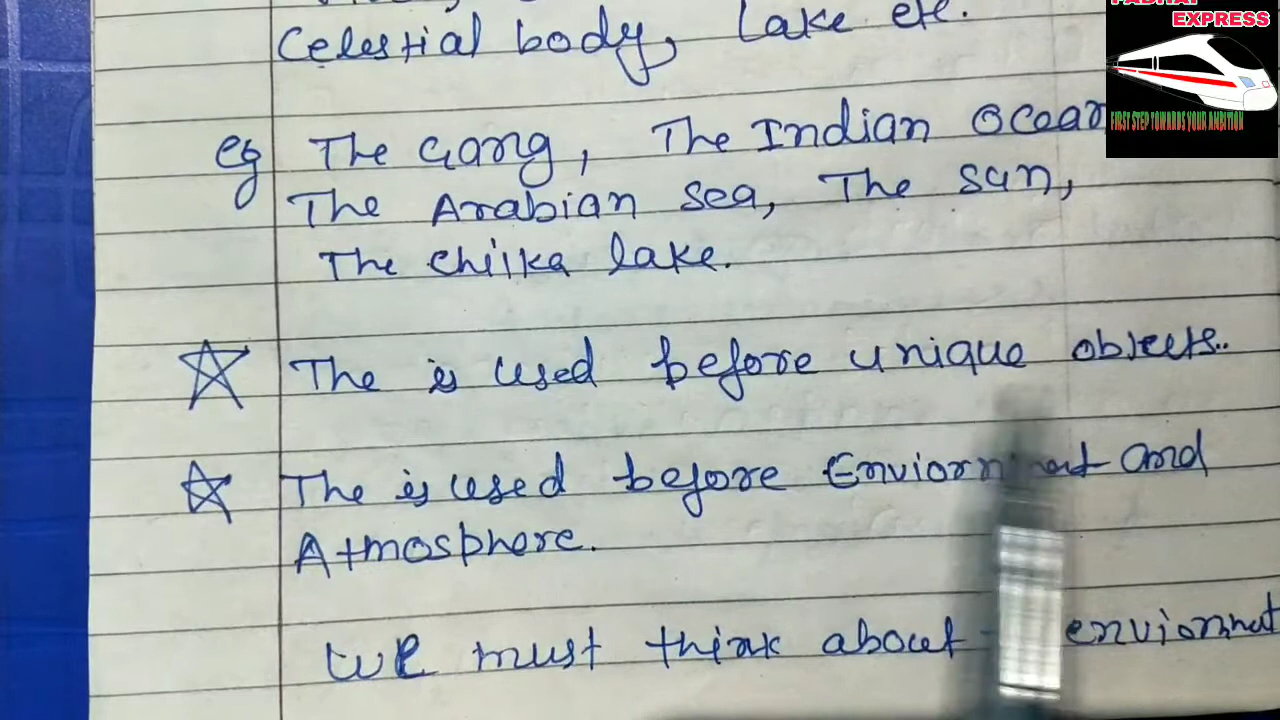 EXPRESS
FIRST STEP TOWARDS YOUR AMBITION
Celestial body, Lake etc.
eg The Gang, The Indian Ocean
The Arabian sea, The sun,
The chilka lake.
The is used before unique objects..
The is used before and
Atmosphere.
We must think about